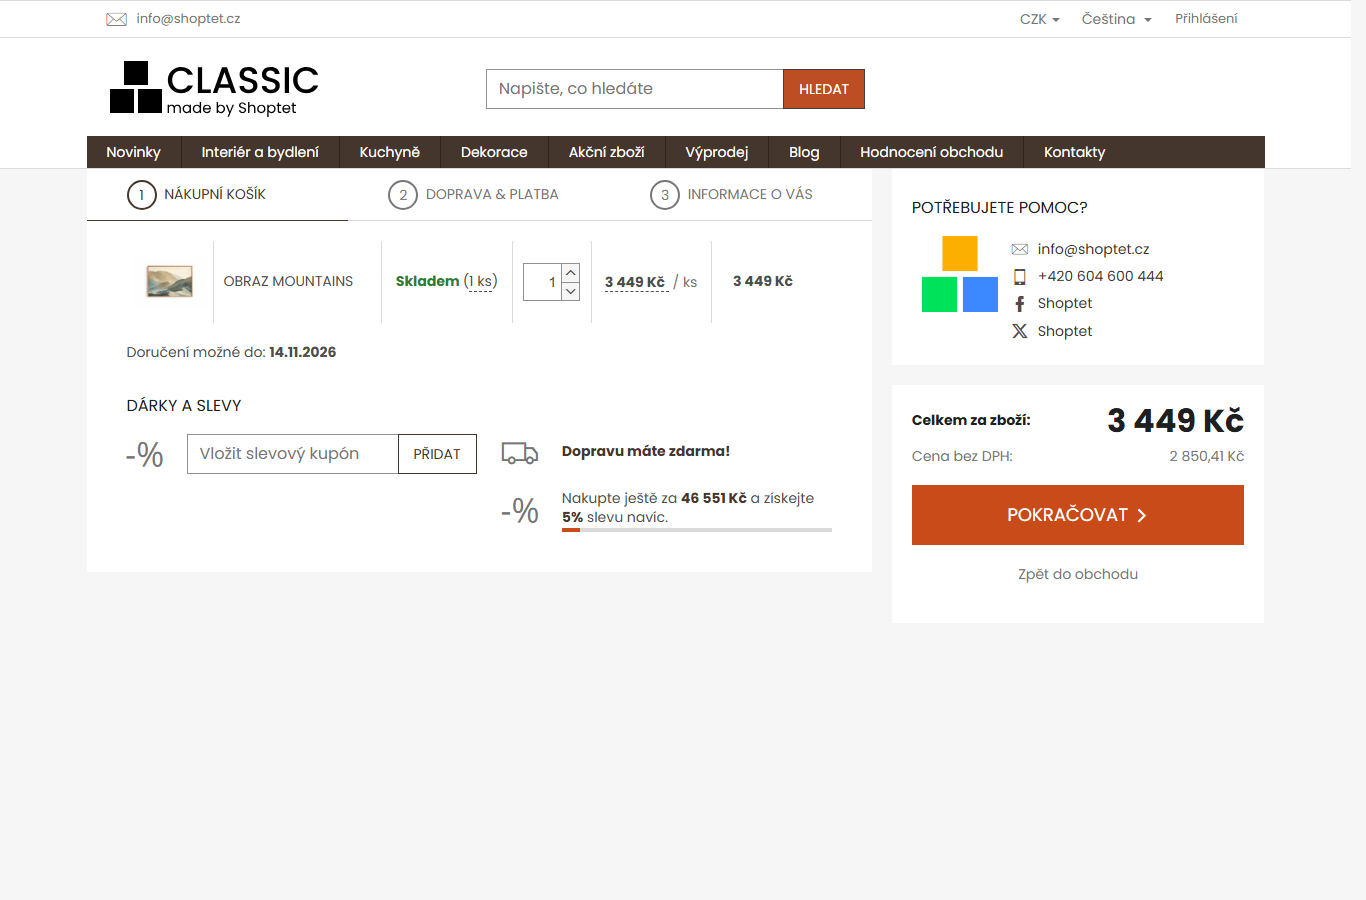 info@shoptet.cz
CZK
Čeština
Přihlášení
CLASSIC
made by Shoptet
Napište, co hledáte
HLEDAT
Novinky
Interiér a bydlení
Kuchyně
Dekorace
Akční zboží
Výprodej
Blog
Hodnocení obchodu
Kontakty
1 NÁKUPNÍ KOŠÍK
2 DOPRAVA & PLATBA
3 INFORMACE O VÁS
OBRAZ MOUNTAINS
Skladem (1 ks)
1
3 449 Kč / ks
3 449 Kč
Doručení možné do: 14.11.2026
DÁRKY A SLEVY
-%
Vložit slevový kupón
PŘIDAT
Dopravu máte zdarma!
-%
Nakupte ještě za 46 551 Kč a získejte
5% slevu navíc.
POTŘEBUJETE POMOC?
info@shoptet.cz
+420 604 600 444
Shoptet
Shoptet
Celkem za zboží: 3 449 Kč
Cena bez DPH: 2 850,41 Kč
POKRAČOVAT
Zpět do obchodu